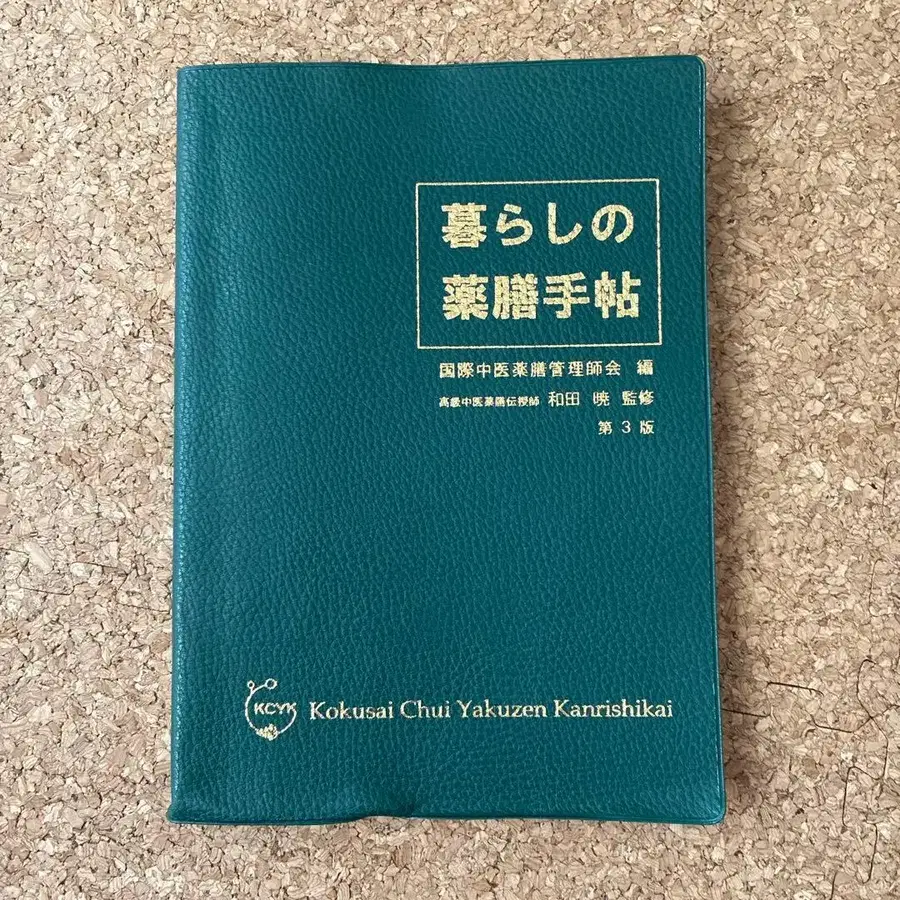 暮らしの
薬膳手帖
国際中医薬膳管理師会 編
高級中医薬膳伝授師 和田 暁 監修
第3版
KCYK Kokusai Chui Yakuzen Kanrishikai